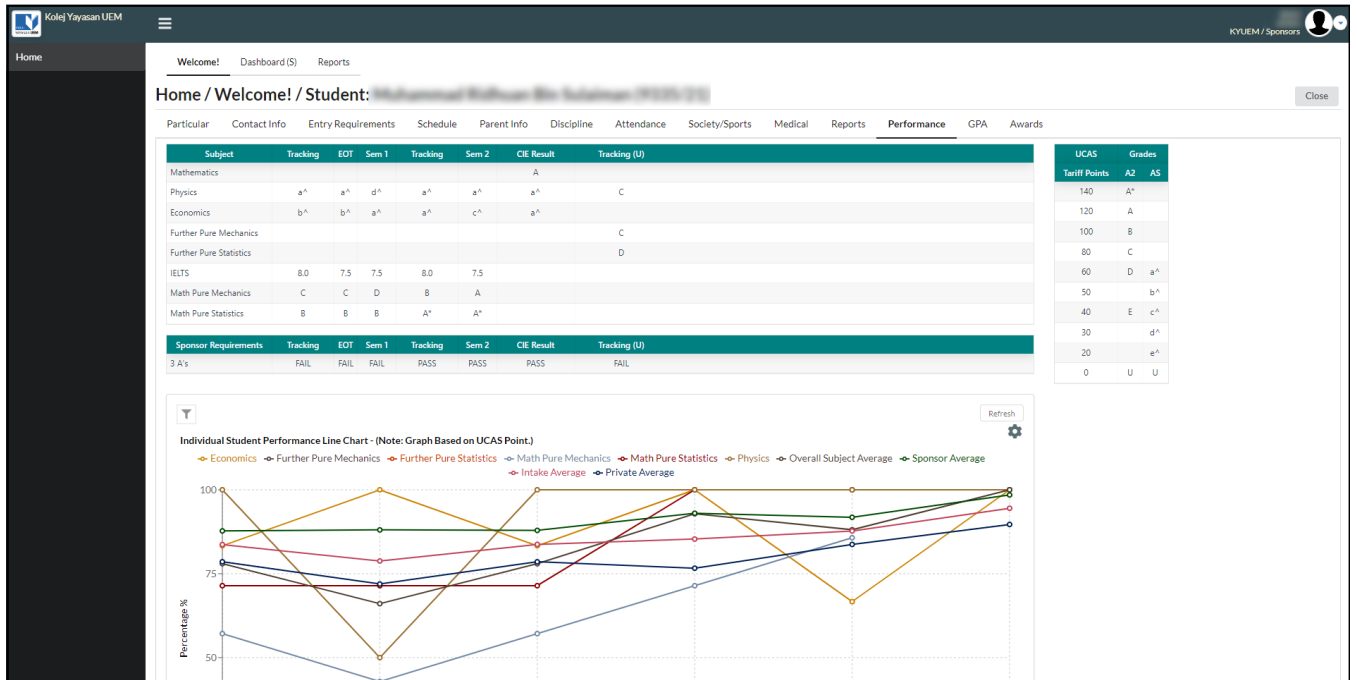 Kolej Yayasan UEM
KYUEM / Sponsors
Home
Welcome! Dashboard (S) Reports
Home / Welcome! / Student:
Close
Particular Contact Info Entry Requirements Schedule Parent Info Discipline Attendance Society/Sports Medical Reports Performance GPA Awards
Subject Tracking EOT Sem 1 Tracking Sem 2 CIE Result Tracking (U)
Mathematics A
Physics a^ a^ d^ a^ a^ a^ C
Economics b^ b^ a^ a^ c^ a^
Further Pure Mechanics C
Further Pure Statistics D
IELTS 8.0 7.5 7.5 8.0 7.5
Math Pure Mechanics C C D B A
Math Pure Statistics B B B A* A*
Sponsor Requirements Tracking EOT Sem 1 Tracking Sem 2 CIE Result Tracking (U)
3 A's FAIL FAIL FAIL PASS PASS PASS FAIL
UCAS Grades
Tariff Points A2 AS
140 A*
120 A
100 B
80 C
60 D a^
50 b^
40 E c^
30 d^
20 e^
0 U U
Refresh
Individual Student Performance Line Chart - (Note: Graph Based on UCAS Point.)
Economics Further Pure Mechanics Further Pure Statistics Math Pure Mechanics Math Pure Statistics Physics Overall Subject Average Sponsor Average
Intake Average Private Average
100
75
50
Percentage %